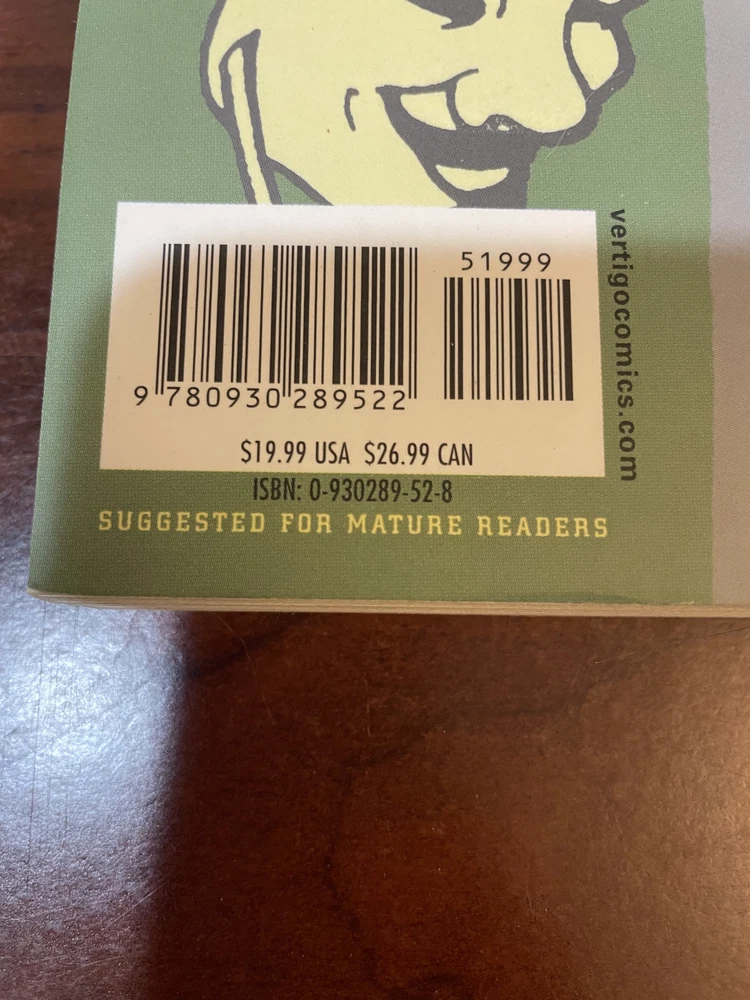 51999
9 780930 289522
$19.99 USA $26.99 CAN
ISBN: 0-930289-52-8
SUGGESTED FOR MATURE READERS
vertigocomics.com